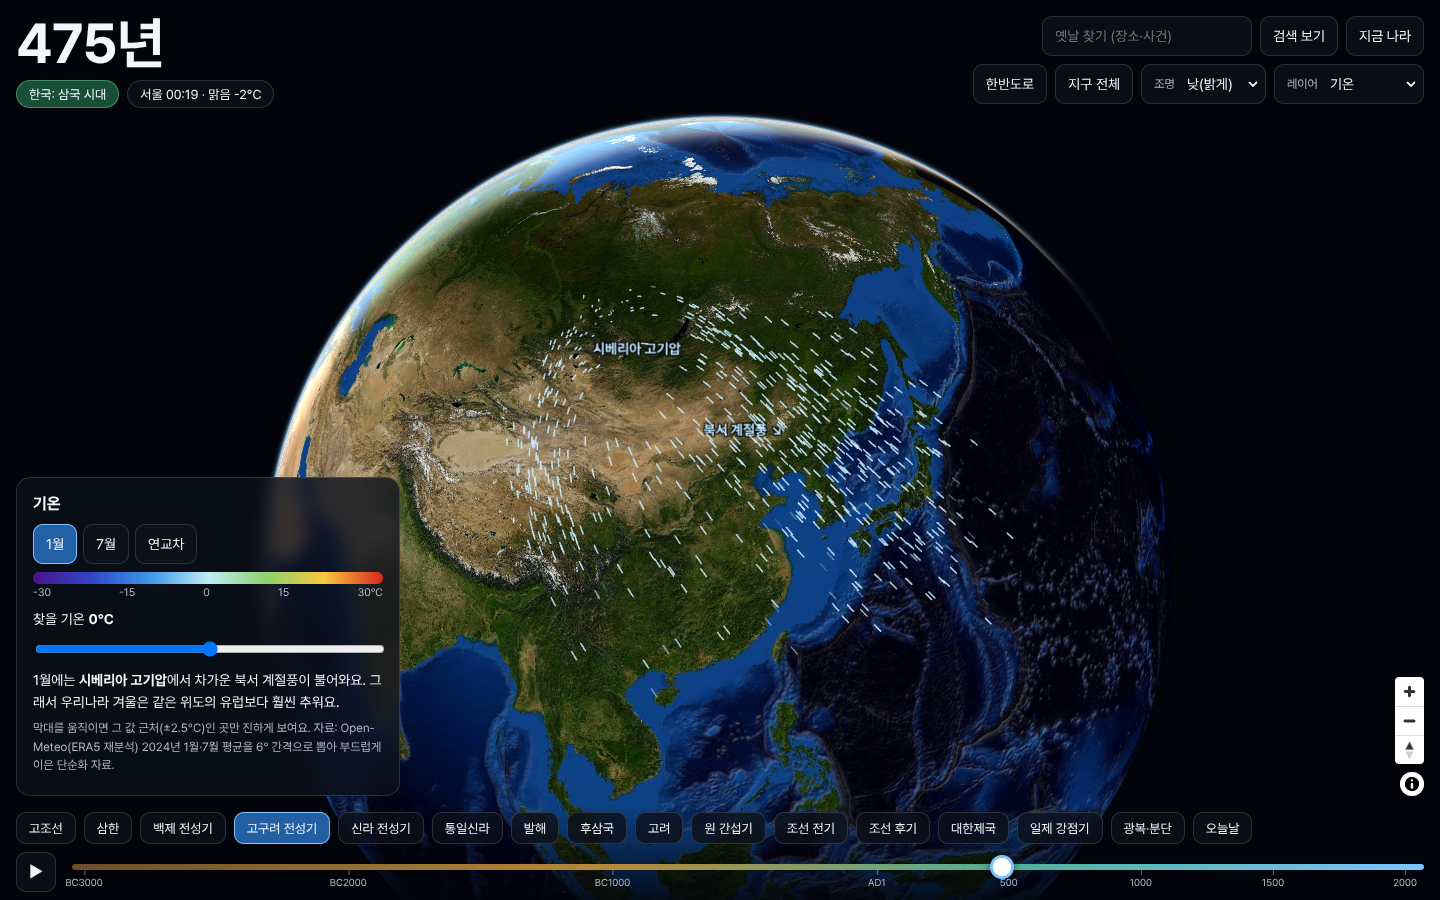 475년
한국: 삼국 시대
서울 00:19 · 맑음 -2°C
옛날 찾기 (장소·사건)
검색 보기
지금 나라
한반도로
지구 전체
조명 낮(밝게)
레이어 기온
시베리아 고기압
북서 계절풍 ↘
기온
1월
7월
연교차
-30 -15 0 15 30°C
찾을 기온 0°C
1월에는 시베리아 고기압에서 차가운 북서 계절풍이 불어와요. 그
래서 우리나라 겨울은 같은 위도의 유럽보다 훨씬 추워요.
막대를 움직이면 그 값 근처(±2.5°C)인 곳만 진하게 보여요. 자료: Open-
Meteo(ERA5 재분석) 2024년 1월·7월 평균을 6° 간격으로 뽑아 부드럽게
이은 단순화 자료.
고조선
삼한
백제 전성기
고구려 전성기
신라 전성기
통일신라
발해
후삼국
고려
원 간섭기
조선 전기
조선 후기
대한제국
일제 강점기
광복·분단
오늘날
BC3000 BC2000 BC1000 AD1 500 1000 1500 2000